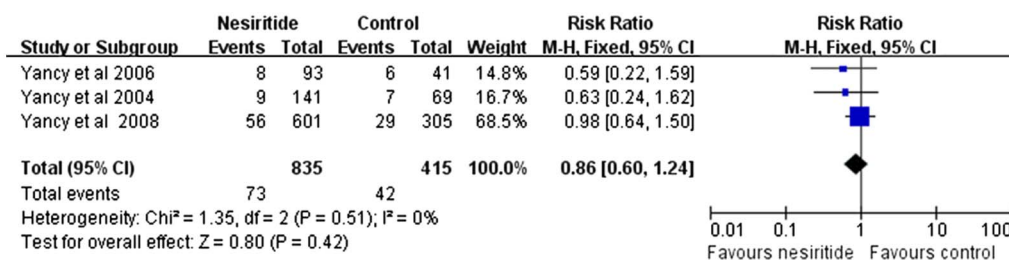 Nesiritide Control Risk Ratio Risk Ratio
Study or Subgroup Events Total Events Total Weight M-H, Fixed, 95% CI M-H, Fixed, 95% CI
Yancy et al 2006 8 93 6 41 14.8% 0.59 [0.22, 1.59]
Yancy et al 2004 9 141 7 69 16.7% 0.63 [0.24, 1.62]
Yancy et al 2008 56 601 29 305 68.5% 0.98 [0.64, 1.50]
Total (95% CI) 835 415 100.0% 0.86 [0.60, 1.24]
Total events 73 42
Heterogeneity: Chi² = 1.35, df = 2 (P = 0.51); I² = 0%
Test for overall effect: Z = 0.80 (P = 0.42)
0.01 0.1 1 10 100
Favours nesiritide Favours control